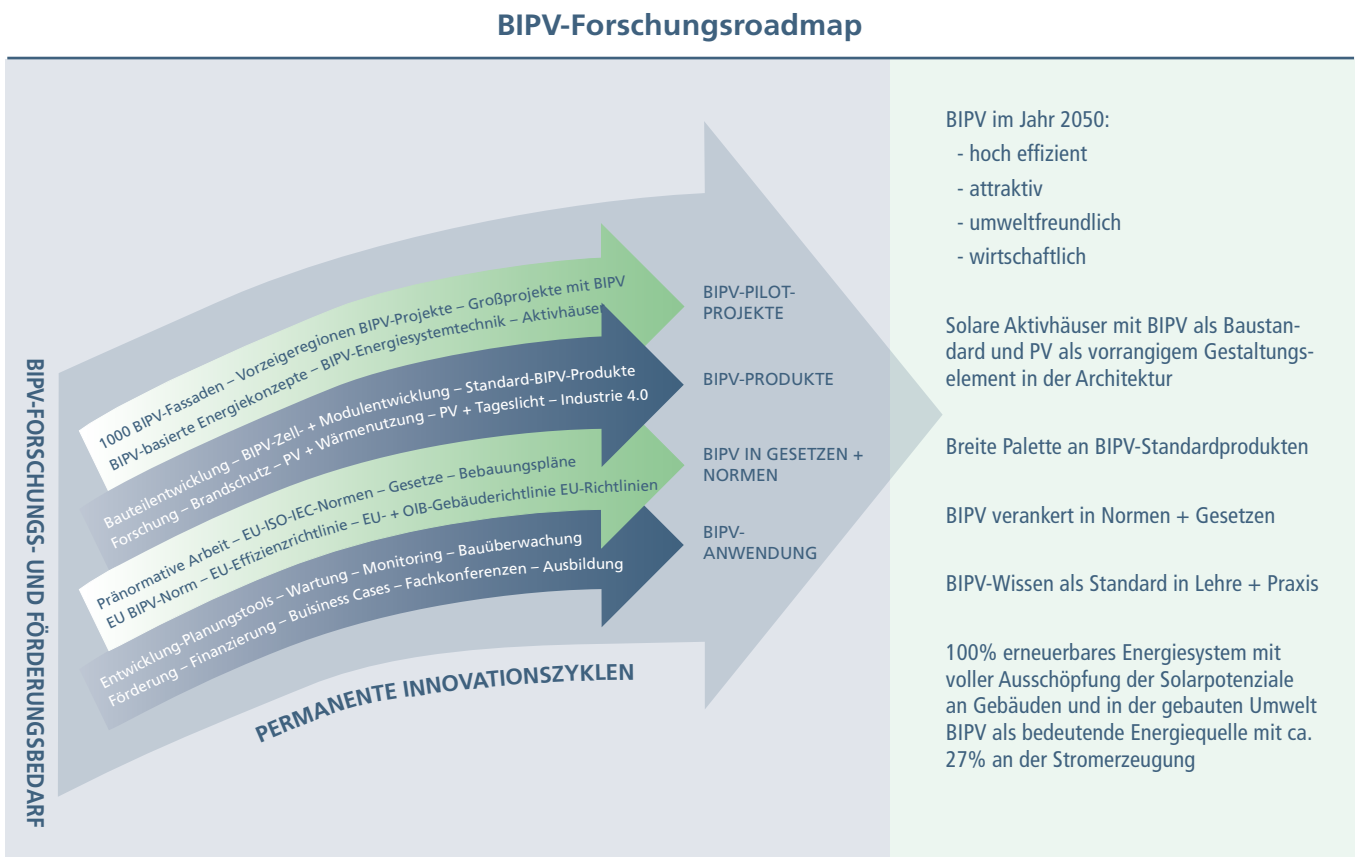 BIPV-Forschungsroadmap
BIPV-FORSCHUNGS- UND FÖRDERUNGSBEDARF
1000 BIPV-Fassaden – Vorzeigeregionen BIPV-Projekte – Großprojekte mit BIPV
BIPV-basierte Energiekonzepte – BIPV-Energiesystemtechnik – Aktivhäuser
Bauteilentwicklung – BIPV-Zell- + Modulentwicklung – Standard-BIPV-Produkte
Forschung – Brandschutz – PV + Wärmenutzung – PV + Tageslicht – Industrie 4.0
Pränormative Arbeit – EU-ISO-IEC-Normen – Gesetze – Bebauungspläne
EU BIPV-Norm – EU-Effizienzrichtlinie – EU- + OIB-Gebäuderichtlinie EU-Richtlinien
Entwicklung-Planungstools – Wartung – Monitoring – Bauüberwachung
Förderung – Finanzierung – Buisiness Cases – Fachkonferenzen – Ausbildung
PERMANENTE INNOVATIONSZYKLEN
BIPV-PILOT-
PROJEKTE
BIPV-PRODUKTE
BIPV IN GESETZEN +
NORMEN
BIPV-
ANWENDUNG
BIPV im Jahr 2050:
- hoch effizient
- attraktiv
- umweltfreundlich
- wirtschaftlich
Solare Aktivhäuser mit BIPV als Baustan-
dard und PV als vorrangigem Gestaltungs-
element in der Architektur
Breite Palette an BIPV-Standardprodukten
BIPV verankert in Normen + Gesetzen
BIPV-Wissen als Standard in Lehre + Praxis
100% erneuerbares Energiesystem mit
voller Ausschöpfung der Solarpotenziale
an Gebäuden und in der gebauten Umwelt
BIPV als bedeutende Energiequelle mit ca.
27% an der Stromerzeugung